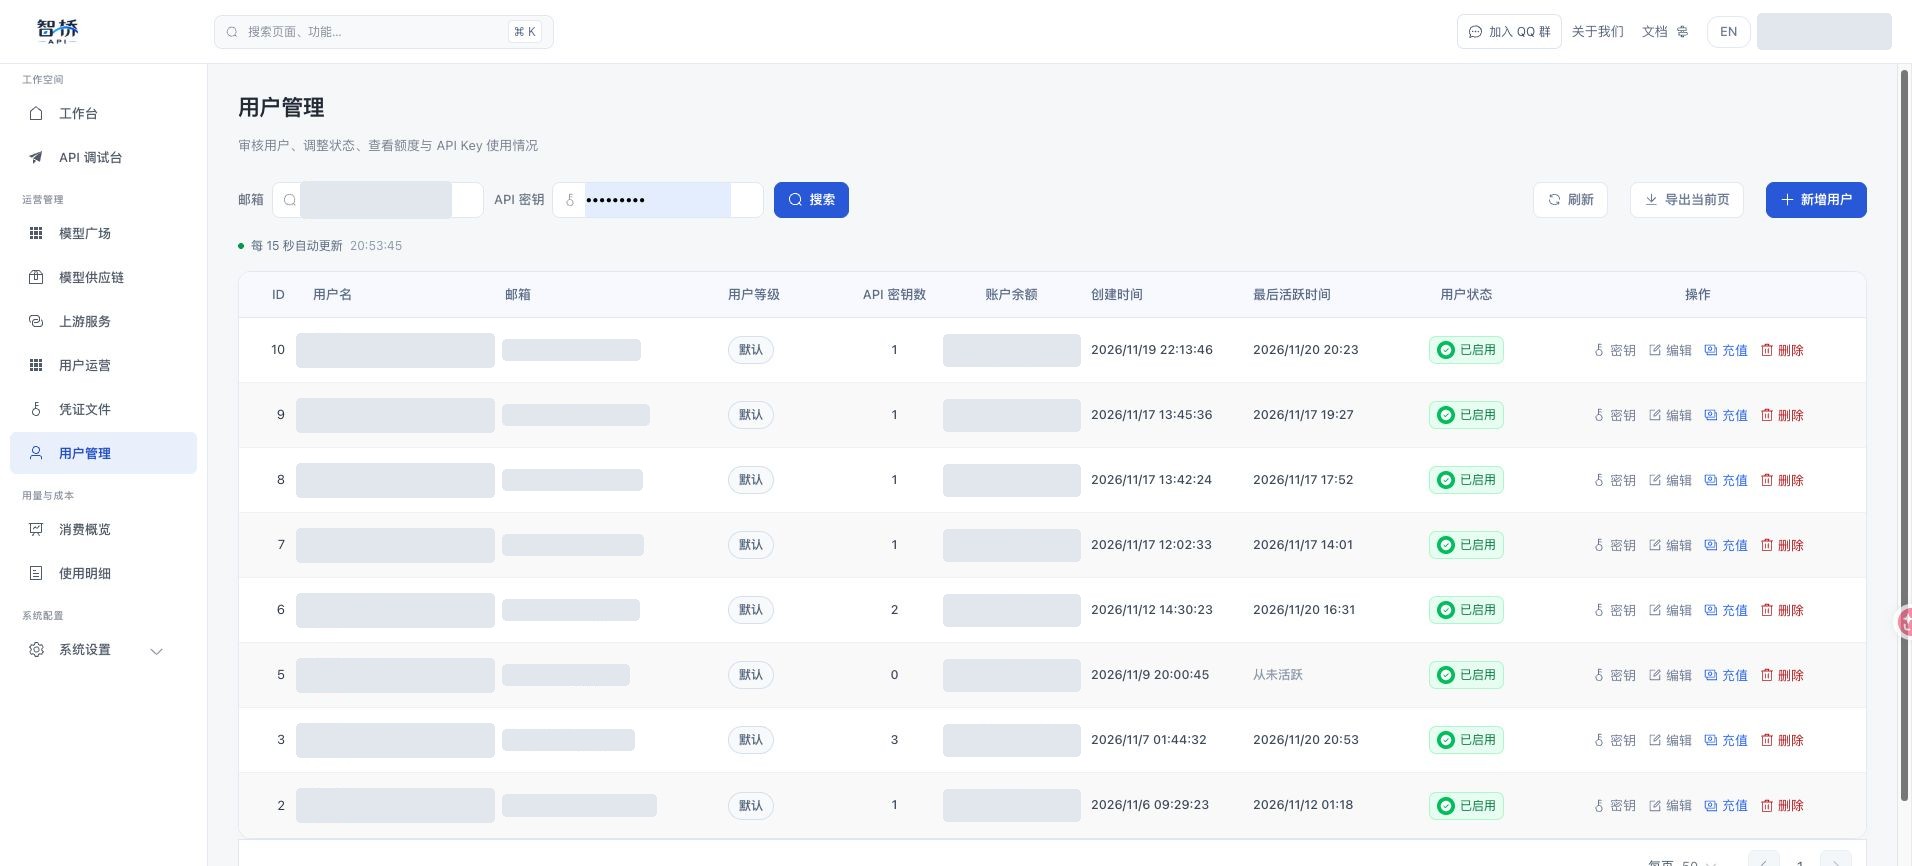 智桥
API
搜索页面、功能...
⌘ K
加入 QQ 群
关于我们
文档
EN
工作空间
工作台
API 调试台
运营管理
模型广场
模型供应链
上游服务
用户运营
凭证文件
用户管理
用量与成本
消费概览
使用明细
系统配置
系统设置
用户管理
审核用户、调整状态、查看额度与 API Key 使用情况
邮箱 API 密钥 ••••••••• 搜索 刷新 导出当前页 新增用户
每 15 秒自动更新 20:53:45
ID 用户名 邮箱 用户等级 API 密钥数 账户余额 创建时间 最后活跃时间 用户状态 操作
10 默认 1 2026/11/19 22:13:46 2026/11/20 20:23 已启用 密钥 编辑 充值 删除
9 默认 1 2026/11/17 13:45:36 2026/11/17 19:27 已启用 密钥 编辑 充值 删除
8 默认 1 2026/11/17 13:42:24 2026/11/17 17:52 已启用 密钥 编辑 充值 删除
7 默认 1 2026/11/17 12:02:33 2026/11/17 14:01 已启用 密钥 编辑 充值 删除
6 默认 2 2026/11/12 14:30:23 2026/11/20 16:31 已启用 密钥 编辑 充值 删除
5 默认 0 2026/11/9 20:00:45 从未活跃 已启用 密钥 编辑 充值 删除
3 默认 3 2026/11/7 01:44:32 2026/11/20 20:53 已启用 密钥 编辑 充值 删除
2 默认 1 2026/11/6 09:29:23 2026/11/12 01:18 已启用 密钥 编辑 充值 删除
每页 50 1